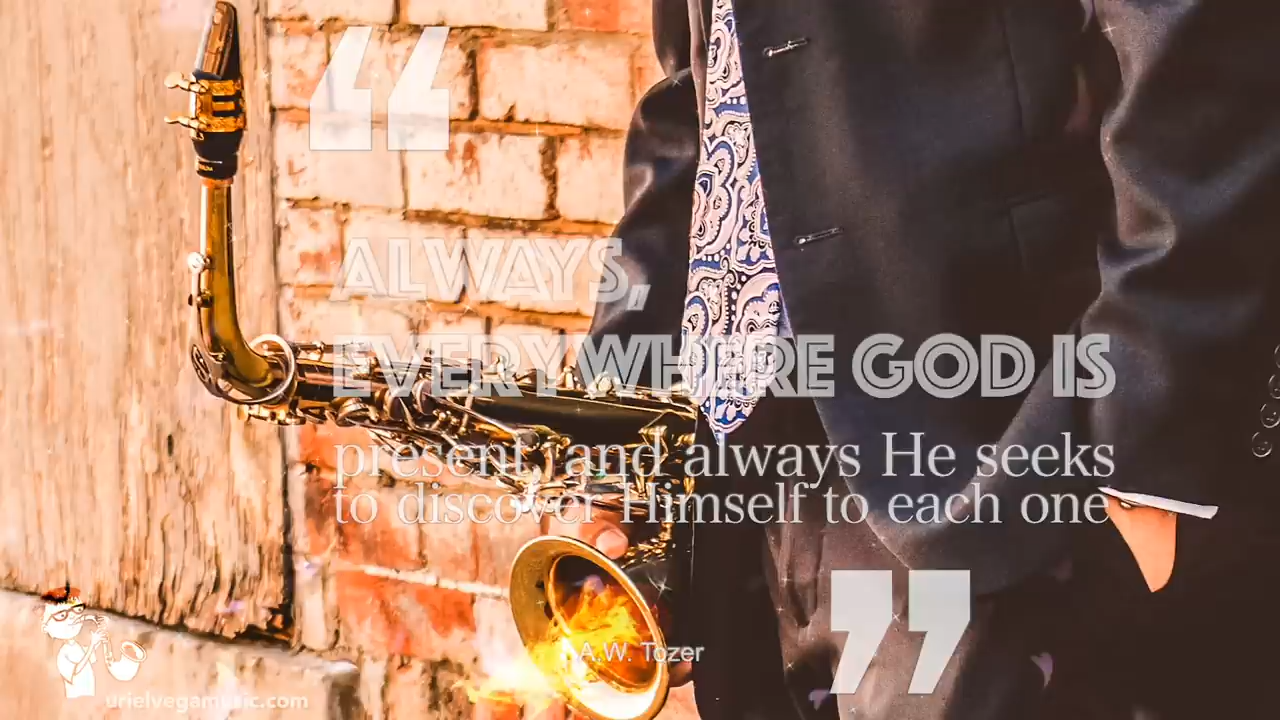 “
ALWAYS,
EVERYWHERE GOD IS
present, and always He seeks
to discover Himself to each one
”
A.W. Tozer
urielvegamusic.com